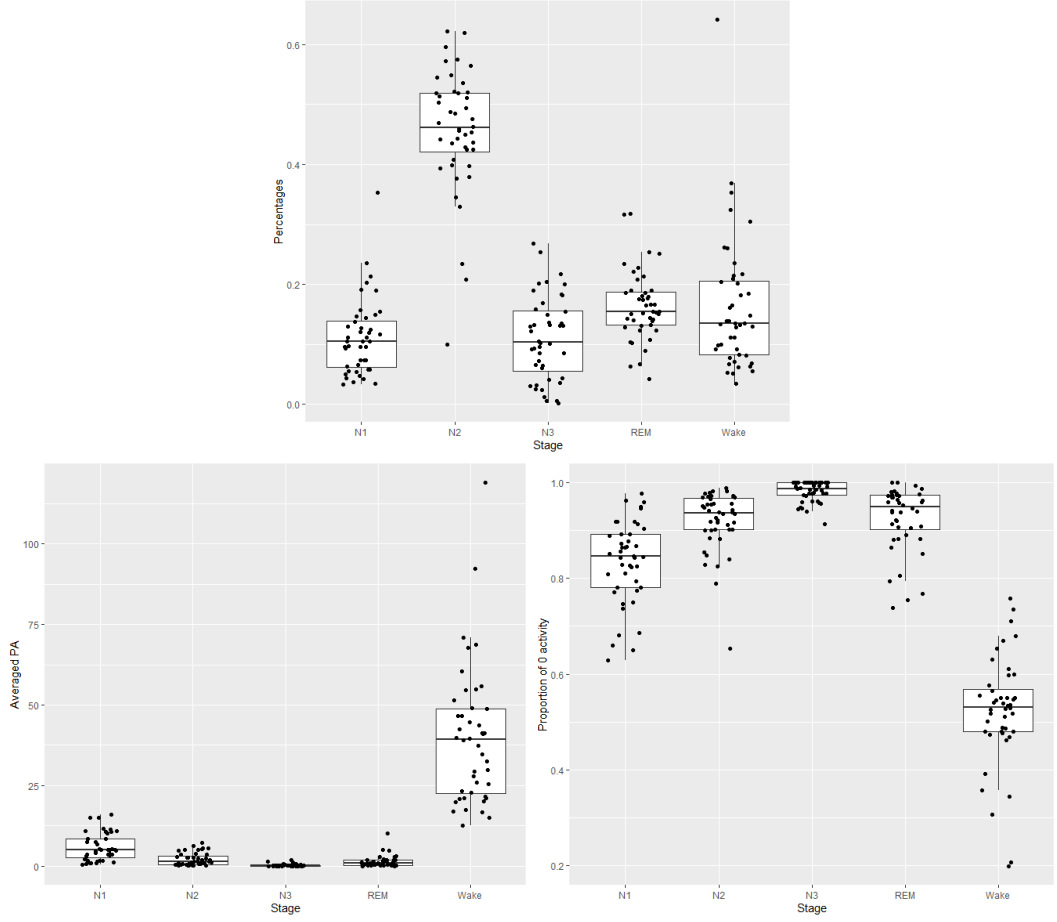 Percentages
0.6
0.4
0.2
0.0
N1 N2 N3 REM Wake
Stage
Averaged PA
100
75
50
25
0
N1 N2 N3 REM Wake
Stage
Proportion of 0 activity
1.0
0.8
0.6
0.4
0.2
N1 N2 N3 REM Wake
Stage